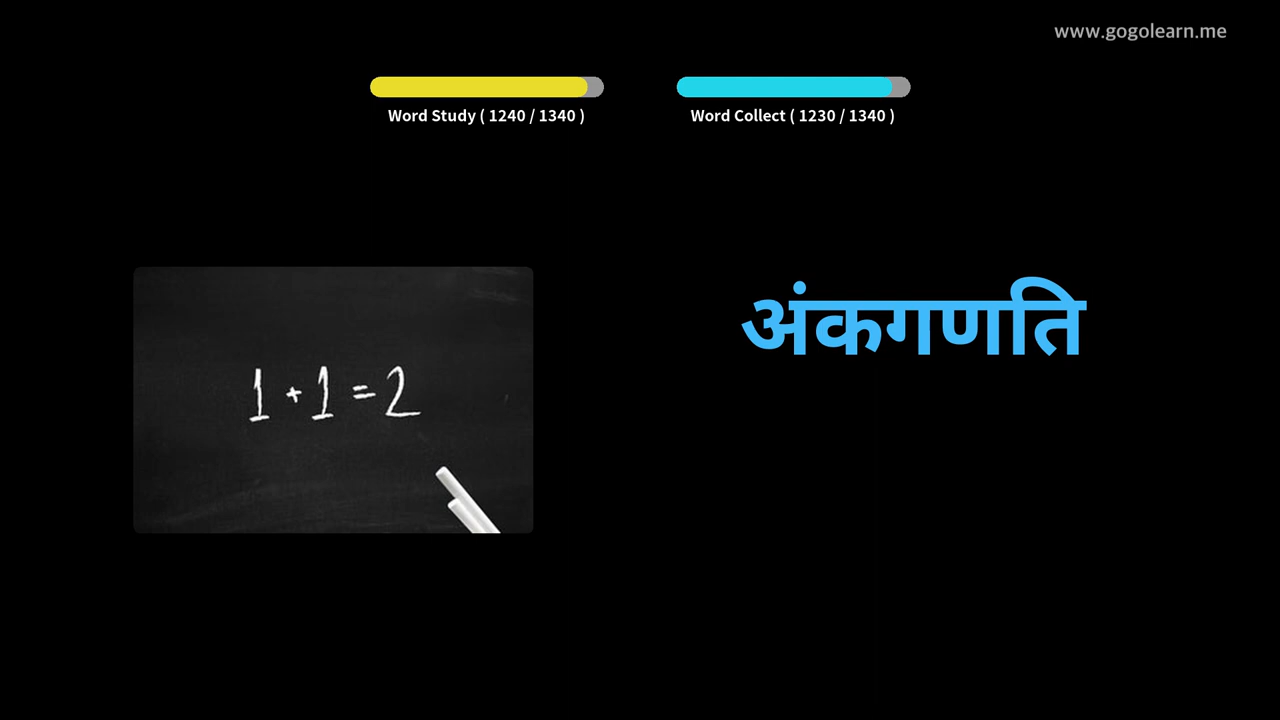 www.gogolearn.me
Word Study ( 1240 / 1340 )
Word Collect ( 1230 / 1340 )
अंकगणति
1 + 1 = 2